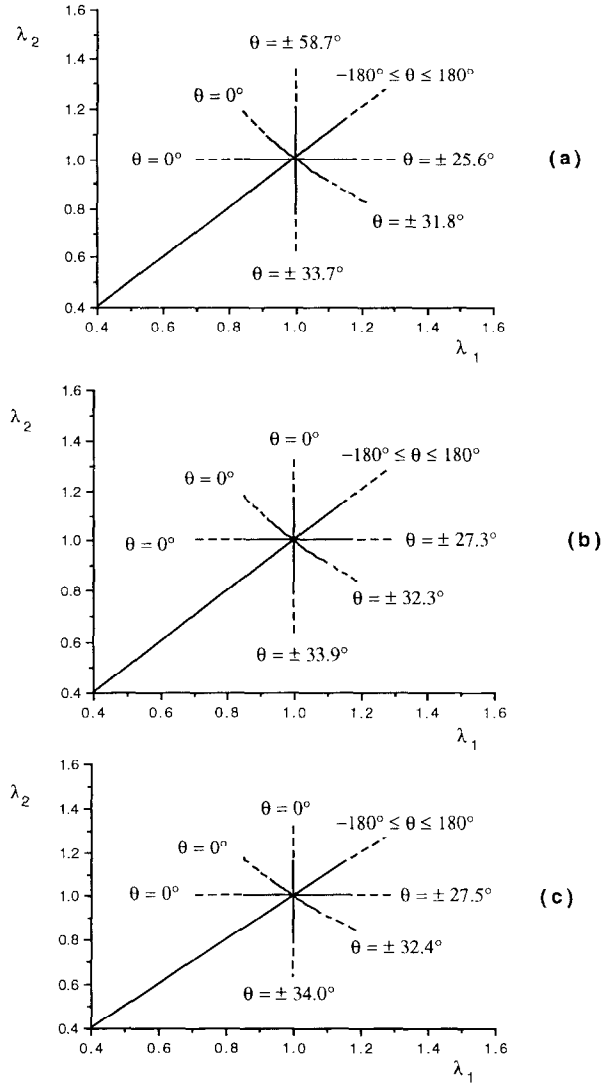 λ2
1.6
1.4
1.2
1.0
0.8
0.6
0.4
0.4 0.6 0.8 1.0 1.2 1.4 1.6
λ1
θ = ± 58.7°
−180° ≤ θ ≤ 180°
θ = 0°
θ = 0°
θ = ± 25.6°
θ = ± 31.8°
θ = ± 33.7°
(a)
λ2
1.6
1.4
1.2
1.0
0.8
0.6
0.4
0.4 0.6 0.8 1.0 1.2 1.4 1.6
λ1
θ = 0°
−180° ≤ θ ≤ 180°
θ = 0°
θ = 0°
θ = ± 27.3°
θ = ± 32.3°
θ = ± 33.9°
(b)
λ2
1.6
1.4
1.2
1.0
0.8
0.6
0.4
0.4 0.6 0.8 1.0 1.2 1.4 1.6
λ1
θ = 0°
−180° ≤ θ ≤ 180°
θ = 0°
θ = 0°
θ = ± 27.5°
θ = ± 32.4°
θ = ± 34.0°
(c)